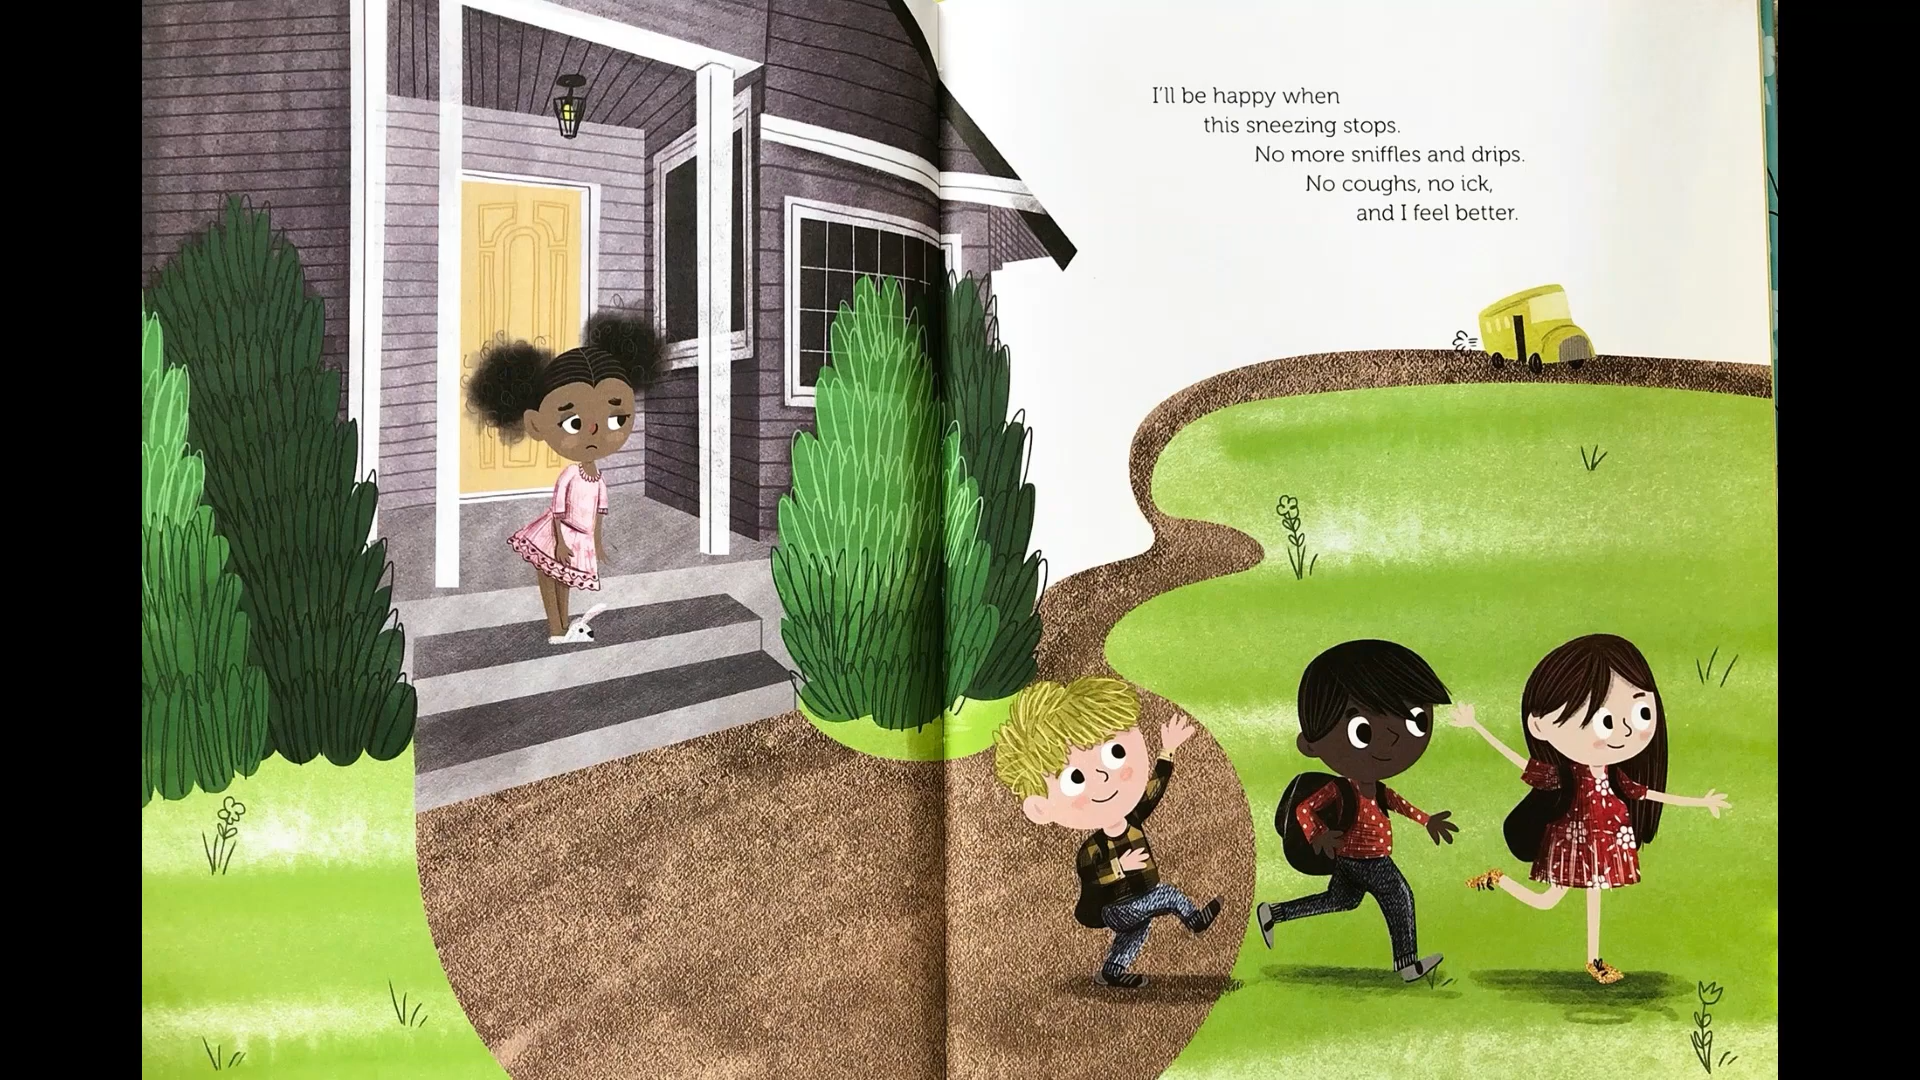 I'll be happy when
this sneezing stops.
No more sniffles and drips.
No coughs, no ick,
and I feel better.